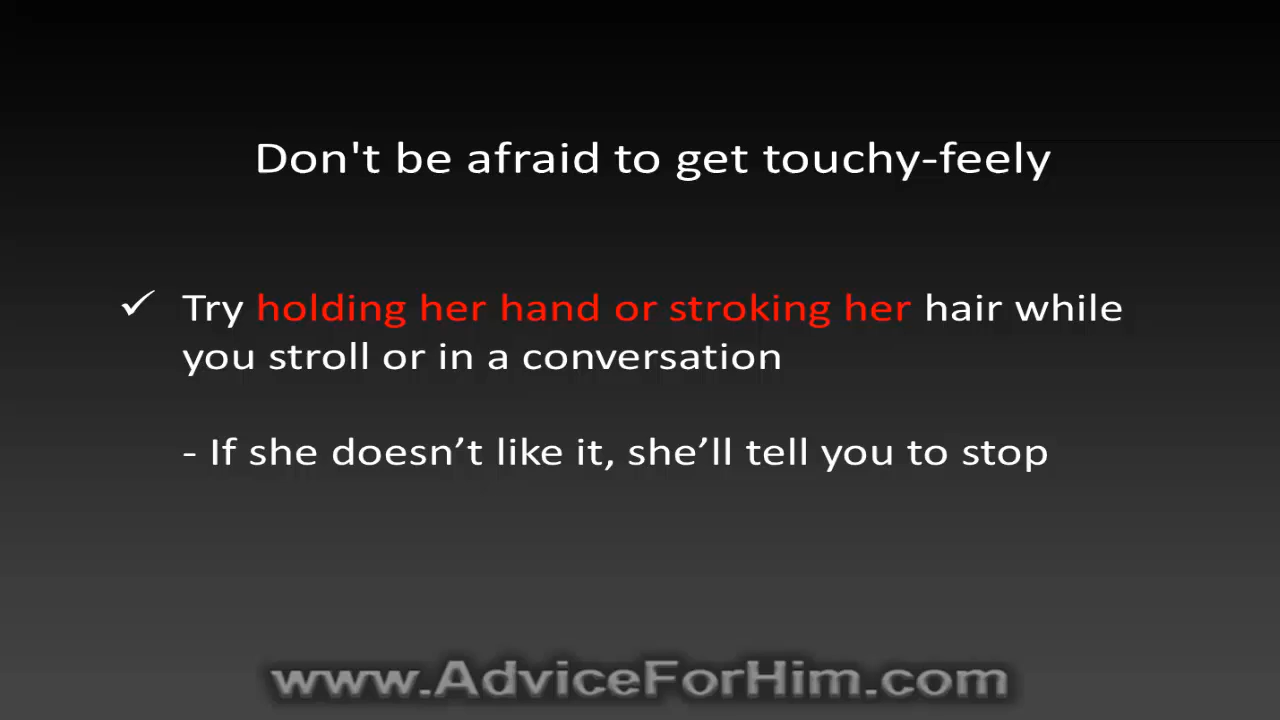 Don't be afraid to get touchy-feely
✓ Try holding her hand or stroking her hair while
you stroll or in a conversation
- If she doesn’t like it, she’ll tell you to stop
www.AdviceForHim.com